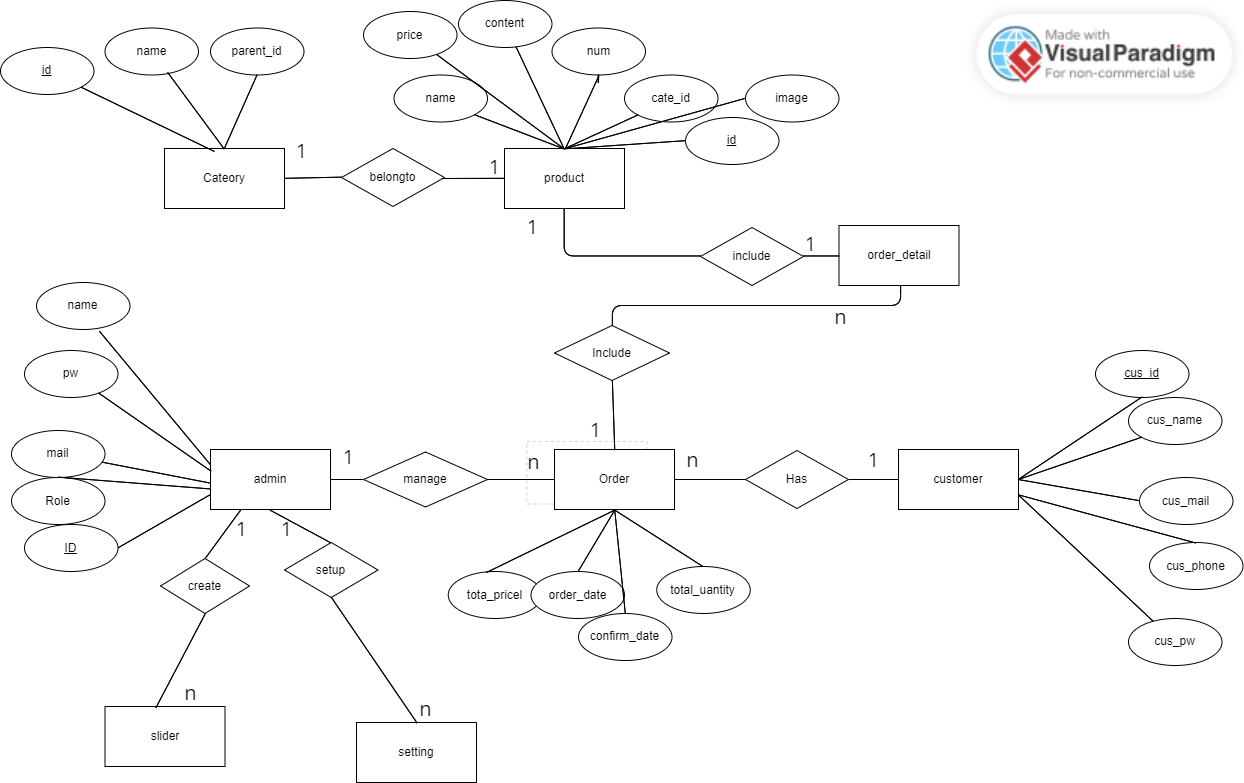 content
price
name
parent_id
num
id
name
cate_id
image
id
Made with
Visual Paradigm
For non-commercial use
1
1
Cateory
belongto
product
1
1
include
order_detail
n
name
Include
pw
cus_id
cus_name
1
mail
1
n
n
1
admin
manage
Order
Has
customer
Role
cus_mail
1
1
ID
cus_phone
create
setup
tota_pricel
order_date
total_uantity
confirm_date
cus_pw
n
n
slider
setting